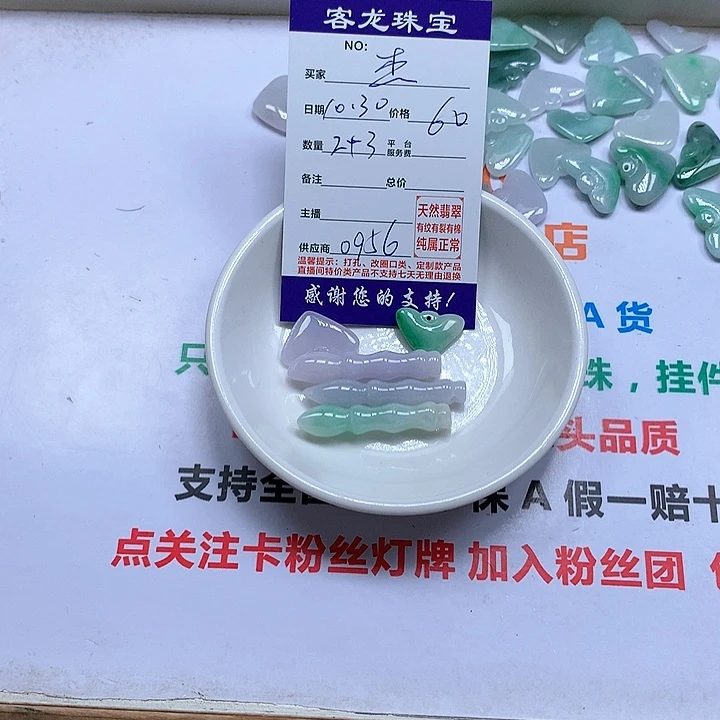 客龙珠宝
NO:
买家 杰
日期 10.30 价格 60
数量 2+3 平台服务费
备注 总价
主播
天然翡翠
有纹有裂有棉
纯属正常
供应商 0956
温馨提示：打孔、改圈口类、定制款产品
直播间特价类产品不支持七天无理由退换
感谢您的支持！
店
A 货
只 珠，挂件
头品质
支持全 保 A 假一赔十
点关注卡粉丝灯牌 加入粉丝团